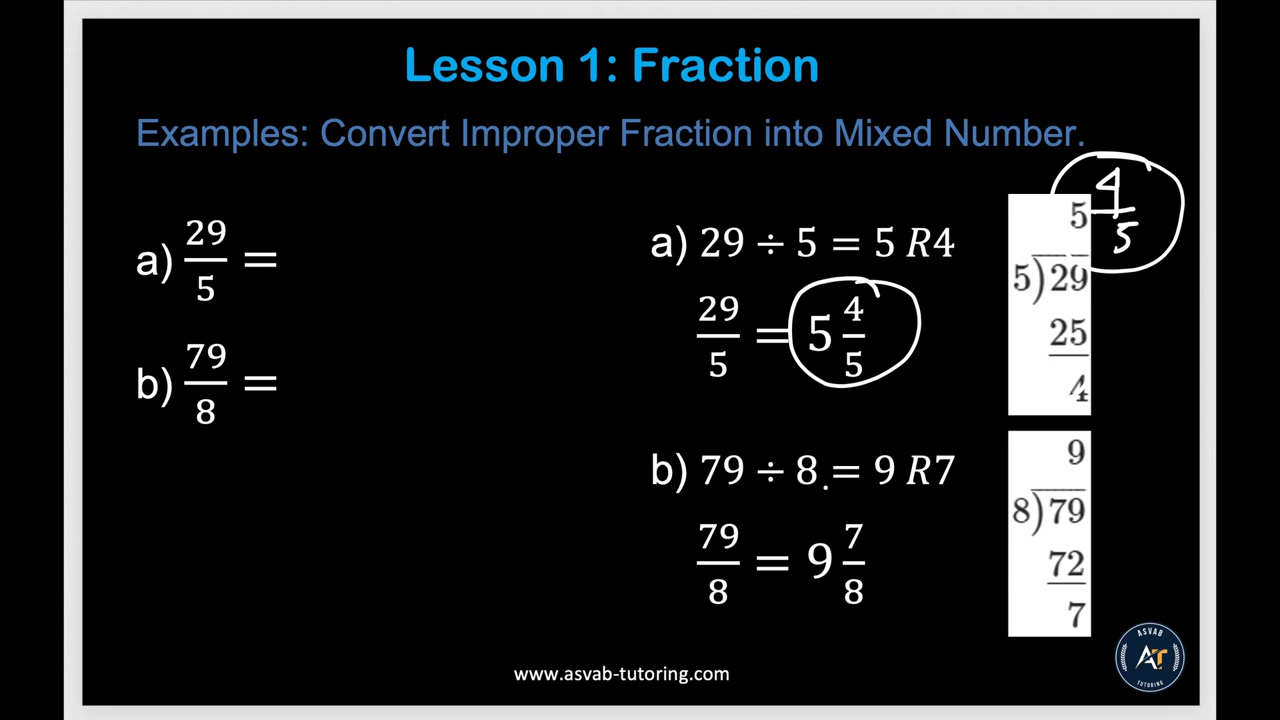 Lesson 1: Fraction
Examples: Convert Improper Fraction into Mixed Number.
a) 29/5 =
b) 79/8 =
a) 29 ÷ 5 = 5 R4
29/5 = 5 4/5
b) 79 ÷ 8 = 9 R7
79/8 = 9 7/8
5 4/5
5)29
25
4
9
8)79
72
7
www.asvab-tutoring.com
ASVAB
AT
TUTORING